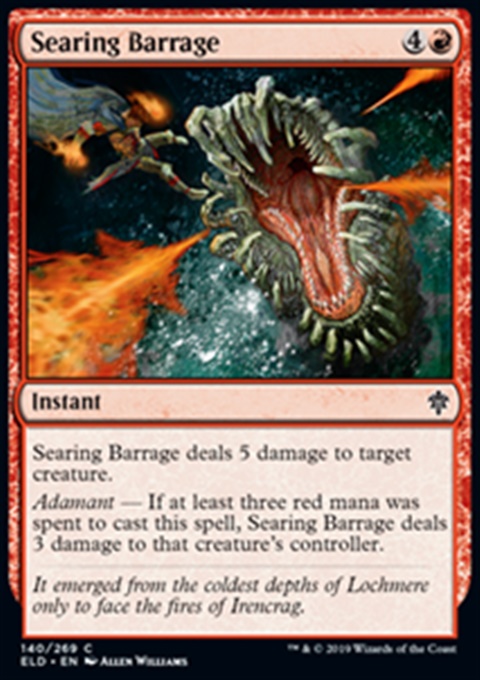 Searing Barrage 4
Instant
Searing Barrage deals 5 damage to target
creature.
Adamant — If at least three red mana was
spent to cast this spell, Searing Barrage deals
3 damage to that creature's controller.
It emerged from the coldest depths of Lochmere
only to face the fires of Irencrag.
140/269 C
ELD • EN Allen Williams
™ & © 2019 Wizards of the Coast